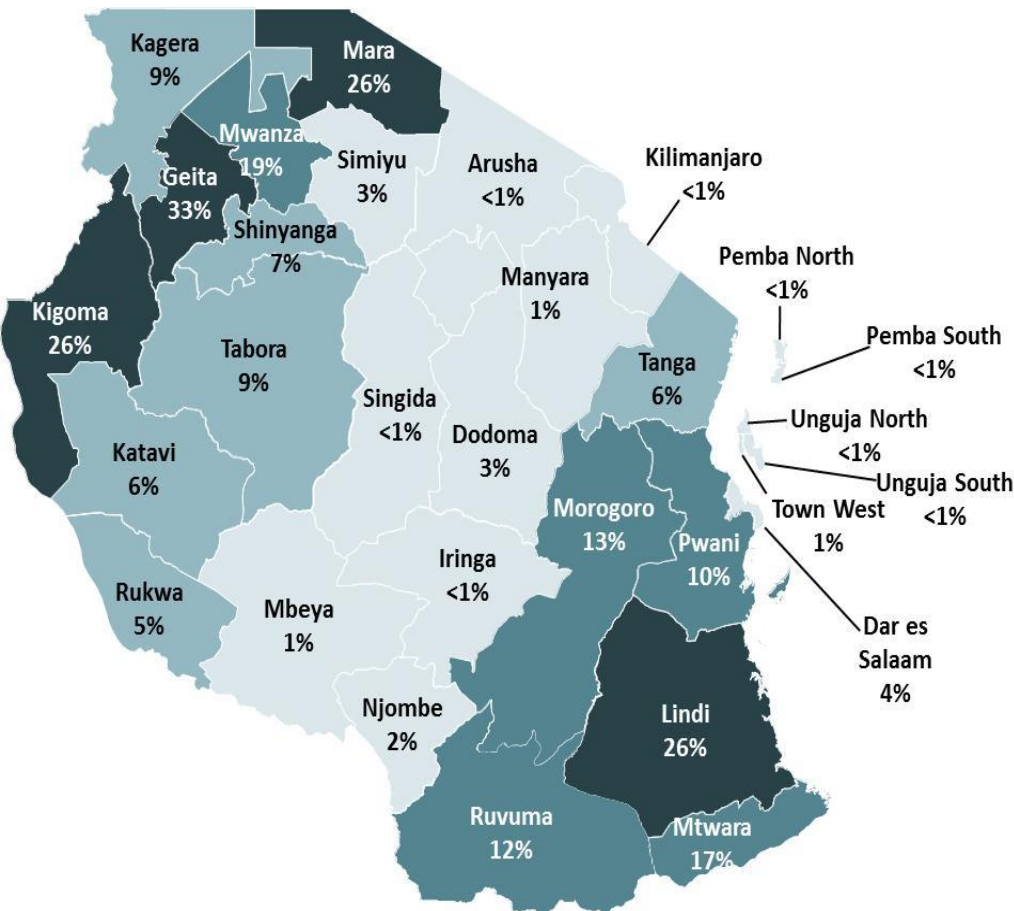 Kagera
9%
Mara
26%
Mwanza
19%
Geita
33%
Simiyu
3%
Arusha
<1%
Kilimanjaro
<1%
Shinyanga
7%
Pemba North
<1%
Manyara
1%
Kigoma
26%
Tabora
9%
Pemba South
<1%
Tanga
6%
Singida
<1%
Dodoma
3%
Unguja North
<1%
Katavi
6%
Unguja South
<1%
Morogoro
13%
Town West
1%
Pwani
10%
Iringa
<1%
Rukwa
5%
Mbeya
1%
Dar es
Salaam
4%
Njombe
2%
Lindi
26%
Ruvuma
12%
Mtwara
17%